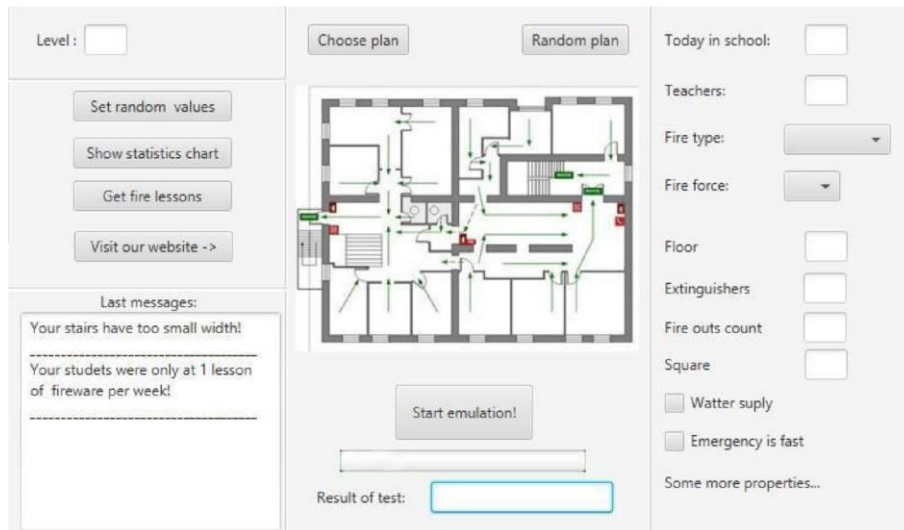 Level :
Set random values
Show statistics chart
Get fire lessons
Visit our website ->
Last messages:
Your stairs have too small width!
------------------------------------
Your studets were only at 1 lesson
of fireware per week!
------------------------------------
Choose plan
Random plan
Start emulation!
Result of test:
Today in school:
Teachers:
Fire type:
Fire force:
Floor
Extinguishers
Fire outs count
Square
Watter suply
Emergency is fast
Some more properties...